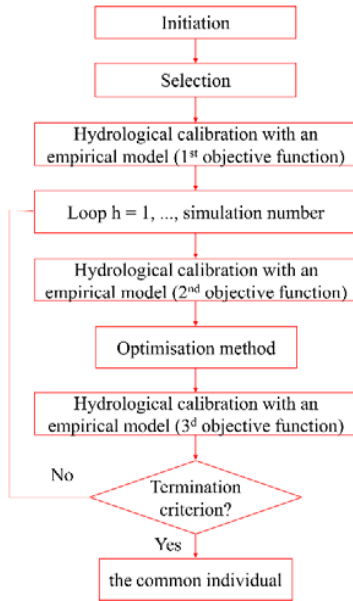 Initiation
Selection
Hydrological calibration with an
empirical model (1st objective function)
Loop h = 1, ..., simulation number
Hydrological calibration with an
empirical model (2nd objective function)
Optimisation method
Hydrological calibration with an
empirical model (3d objective function)
No
Termination
criterion?
Yes
the common individual